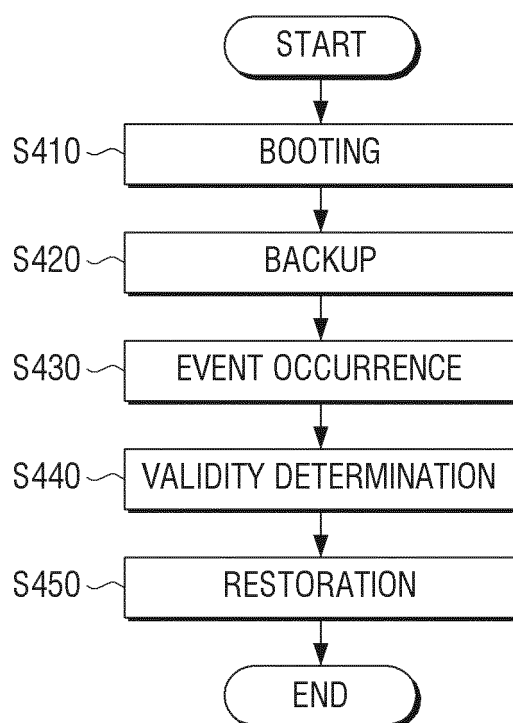 START
S410 BOOTING
S420 BACKUP
S430 EVENT OCCURRENCE
S440 VALIDITY DETERMINATION
S450 RESTORATION
END